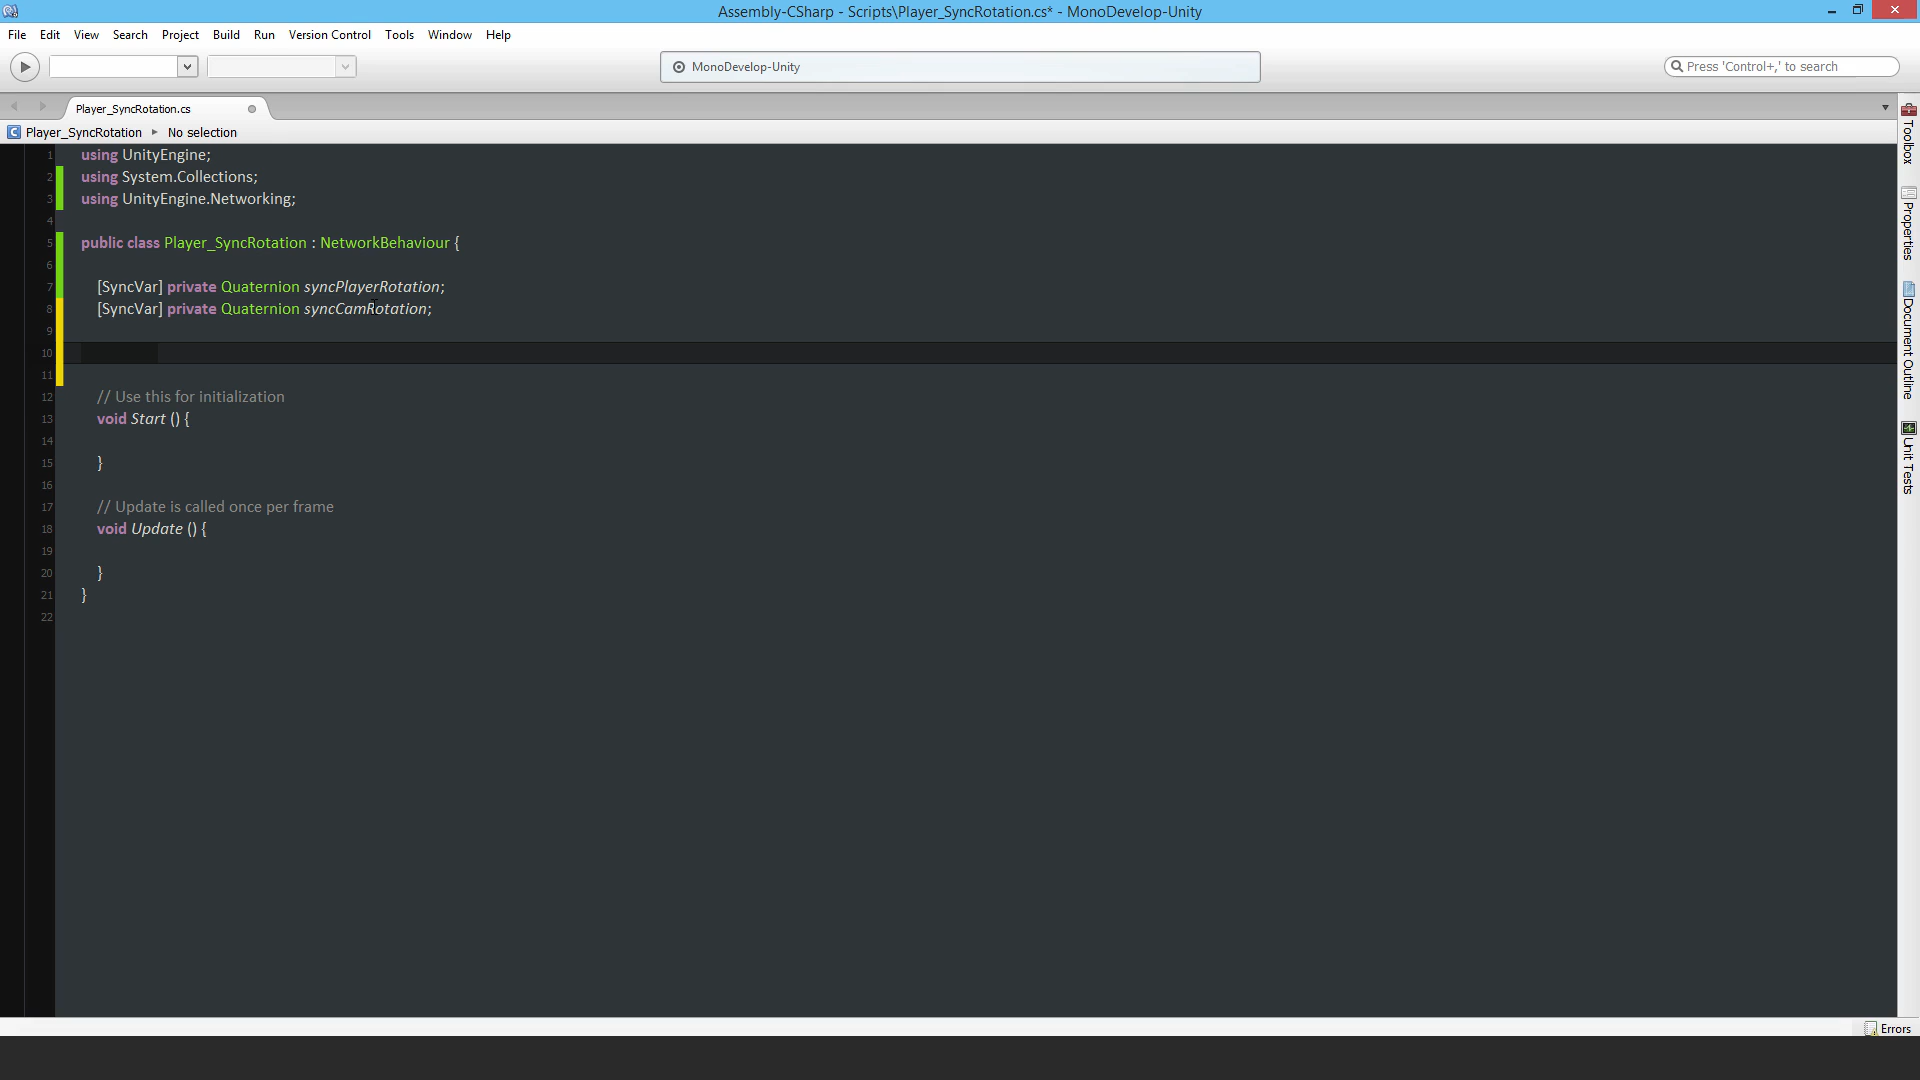 Assembly-CSharp - Scripts\Player_SyncRotation.cs* - MonoDevelop-Unity
File Edit View Search Project Build Run Version Control Tools Window Help
MonoDevelop-Unity
Press 'Control+,' to search
Player_SyncRotation.cs
Player_SyncRotation No selection
1 using UnityEngine;
2 using System.Collections;
3 using UnityEngine.Networking;
4
5 public class Player_SyncRotation : NetworkBehaviour {
6
7 [SyncVar] private Quaternion syncPlayerRotation;
8 [SyncVar] private Quaternion syncCamRotation;
9
10
11
12 // Use this for initialization
13 void Start () {
14
15 }
16
17 // Update is called once per frame
18 void Update () {
19
20 }
21 }
22
Toolbox
Properties
Document Outline
Unit Tests
Errors